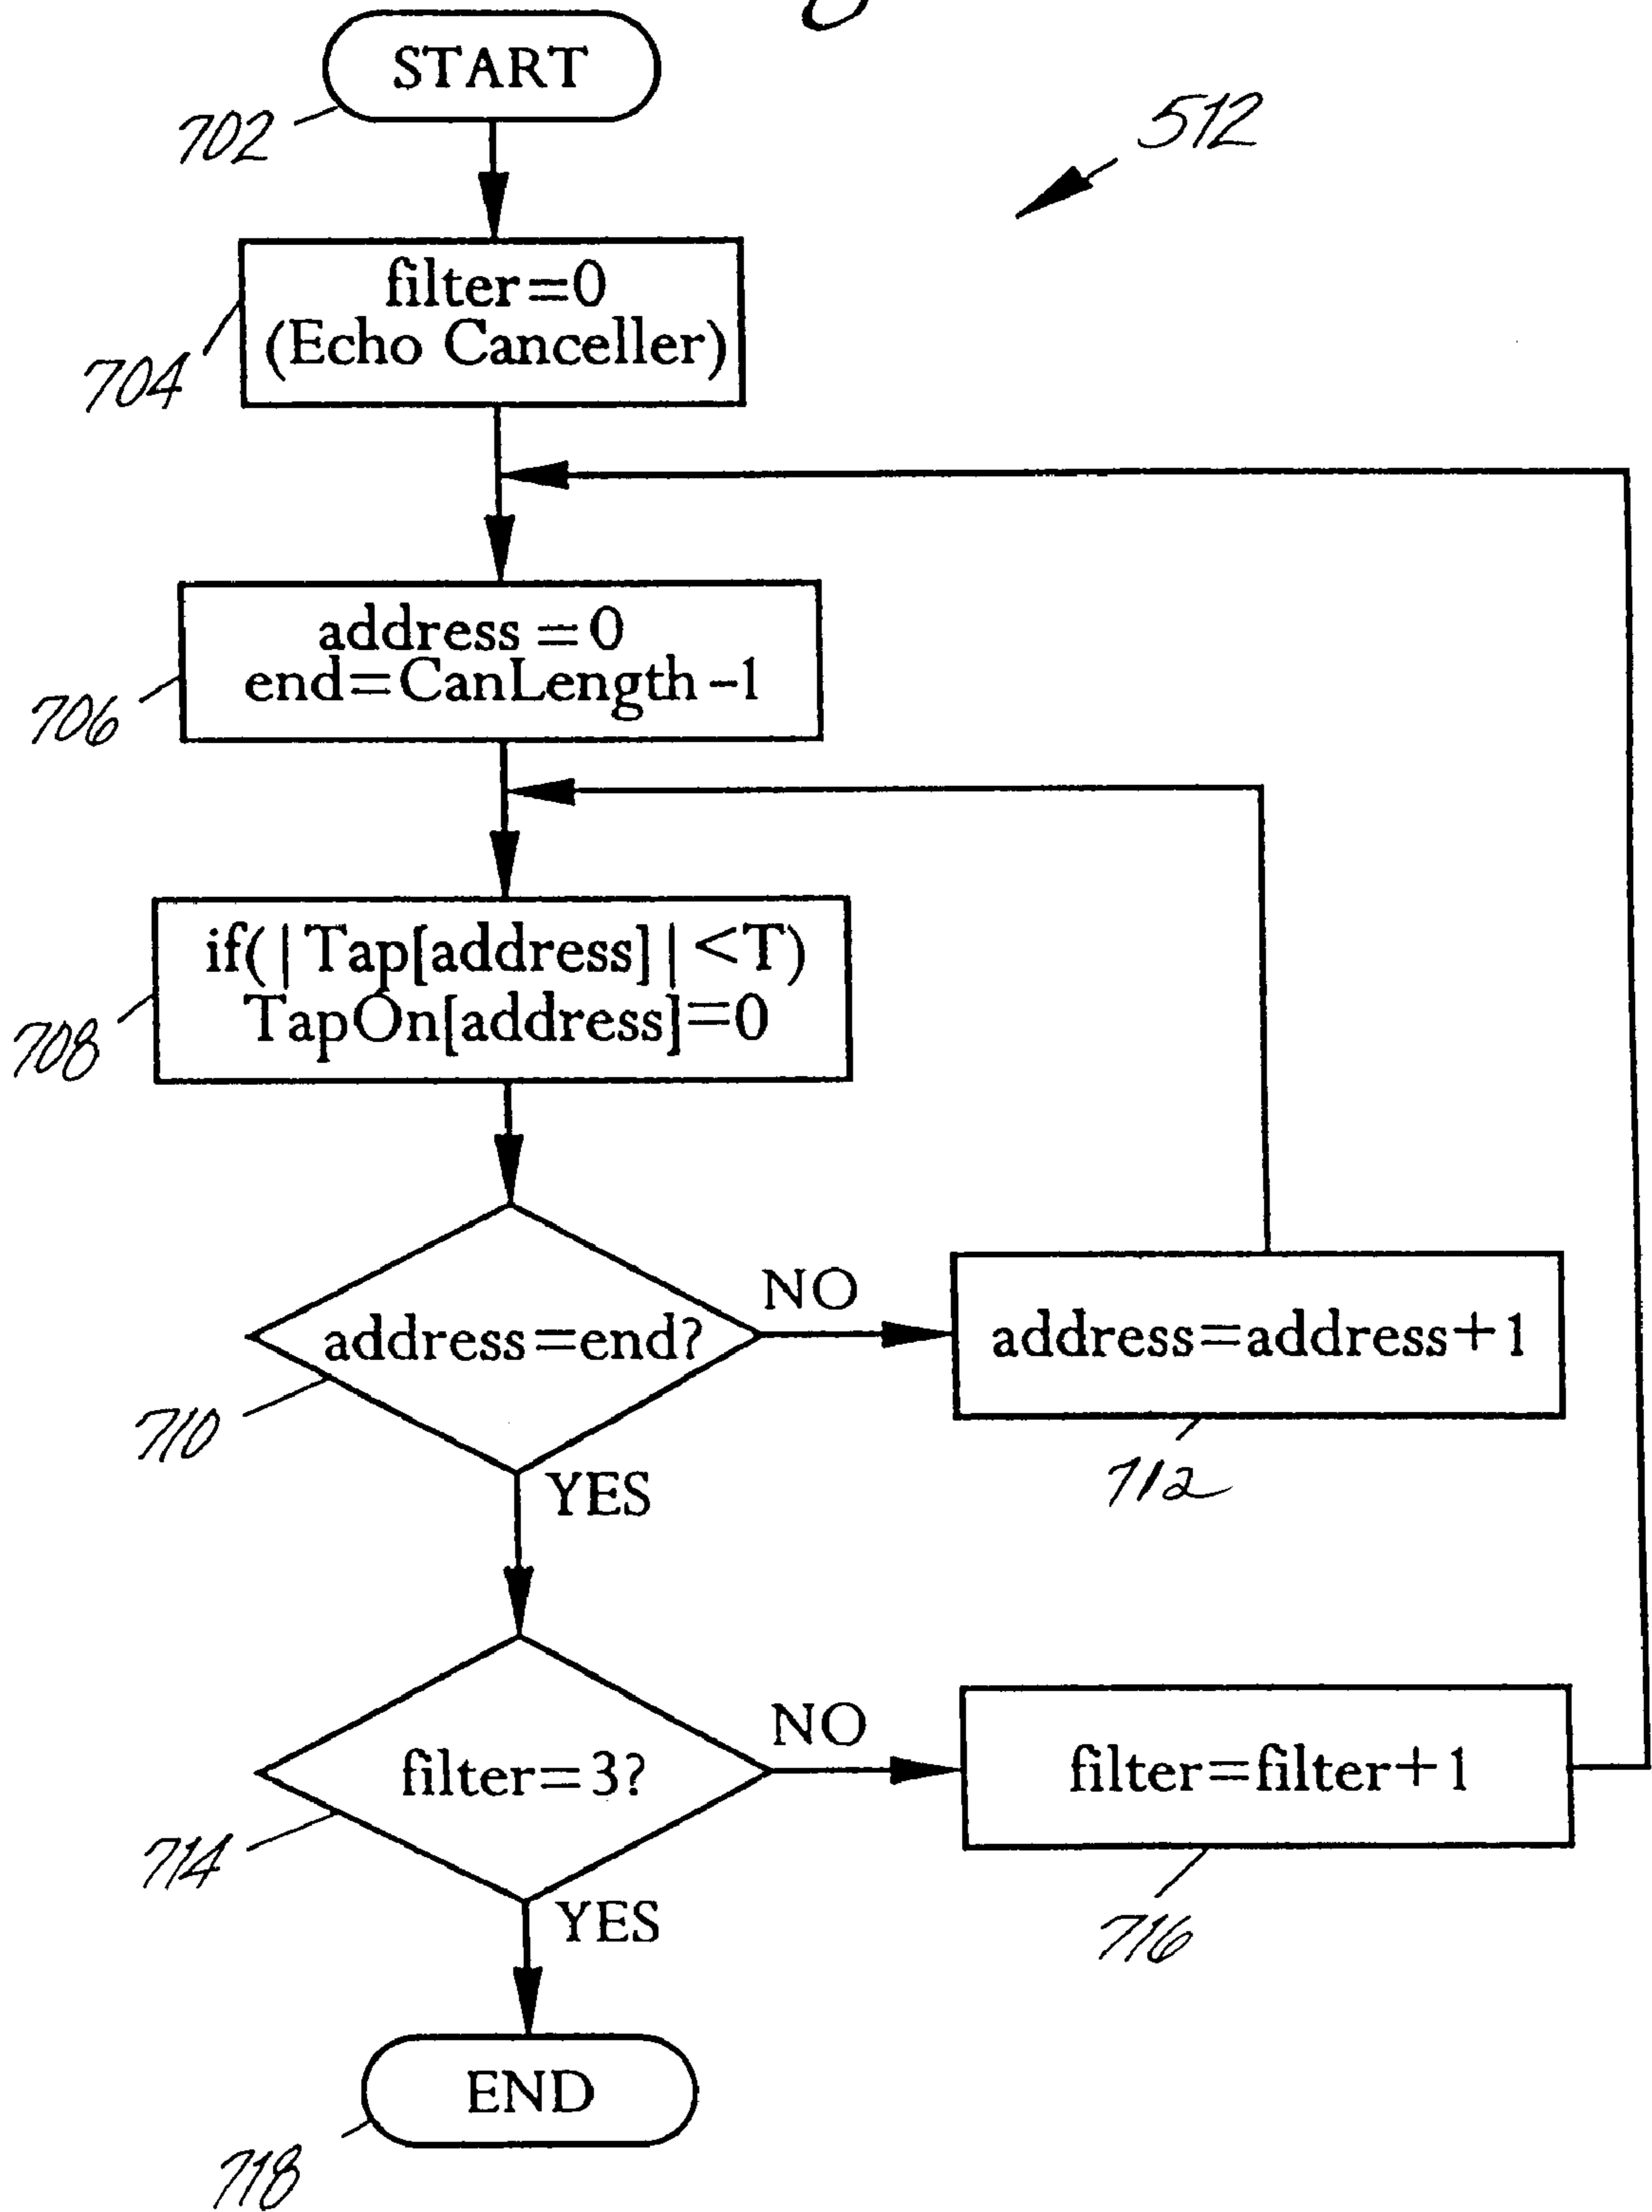 START
702
512
filter=0
(Echo Canceller)
704
address=0
end=CanLength-1
706
if(|Tap[address]|<T)
TapOn[address]=0
708
address=end?
NO
address=address+1
710
712
YES
filter=3?
NO
filter=filter+1
714
716
YES
END
718